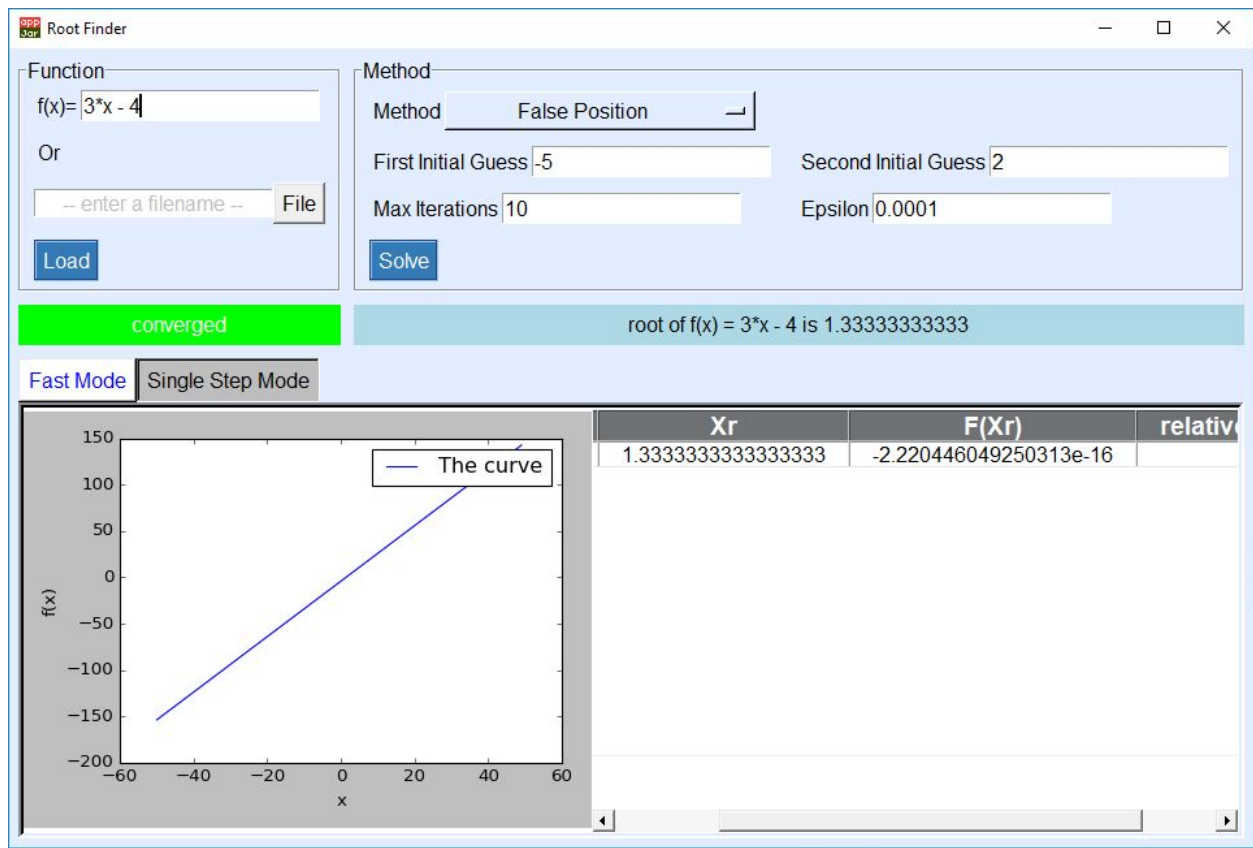 app
Jar
Root Finder
Function
f(x)= 3*x - 4
Or
-- enter a filename --
File
Load
Method
Method False Position
First Initial Guess -5
Second Initial Guess 2
Max Iterations 10
Epsilon 0.0001
Solve
converged
root of f(x) = 3*x - 4 is 1.33333333333
Fast Mode
Single Step Mode
The curve
150
100
50
0
−50
−100
−150
−200
f(x)
−60 −40 −20 0 20 40 60
x
Xr F(Xr) relativ
1.3333333333333333 -2.220446049250313e-16